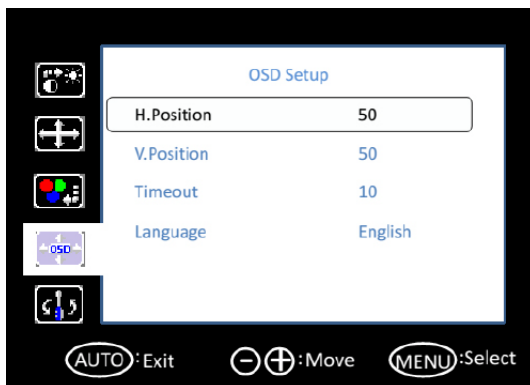 OSD Setup
H.Position 50
V.Position 50
Timeout 10
Language English
OSD
AUTO: Exit −+:Move MENU:Select